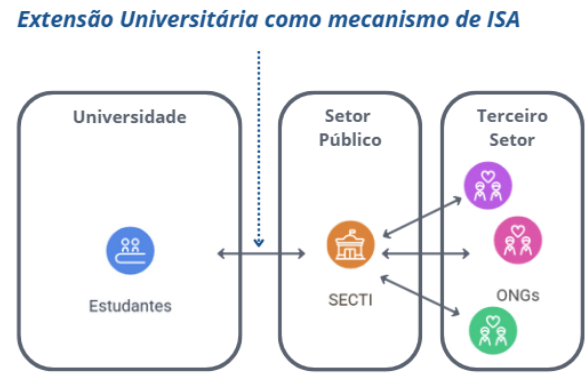 Extensão Universitária como mecanismo de ISA
Universidade
Setor
Público
Terceiro
Setor
Estudantes
SECTI
ONGs